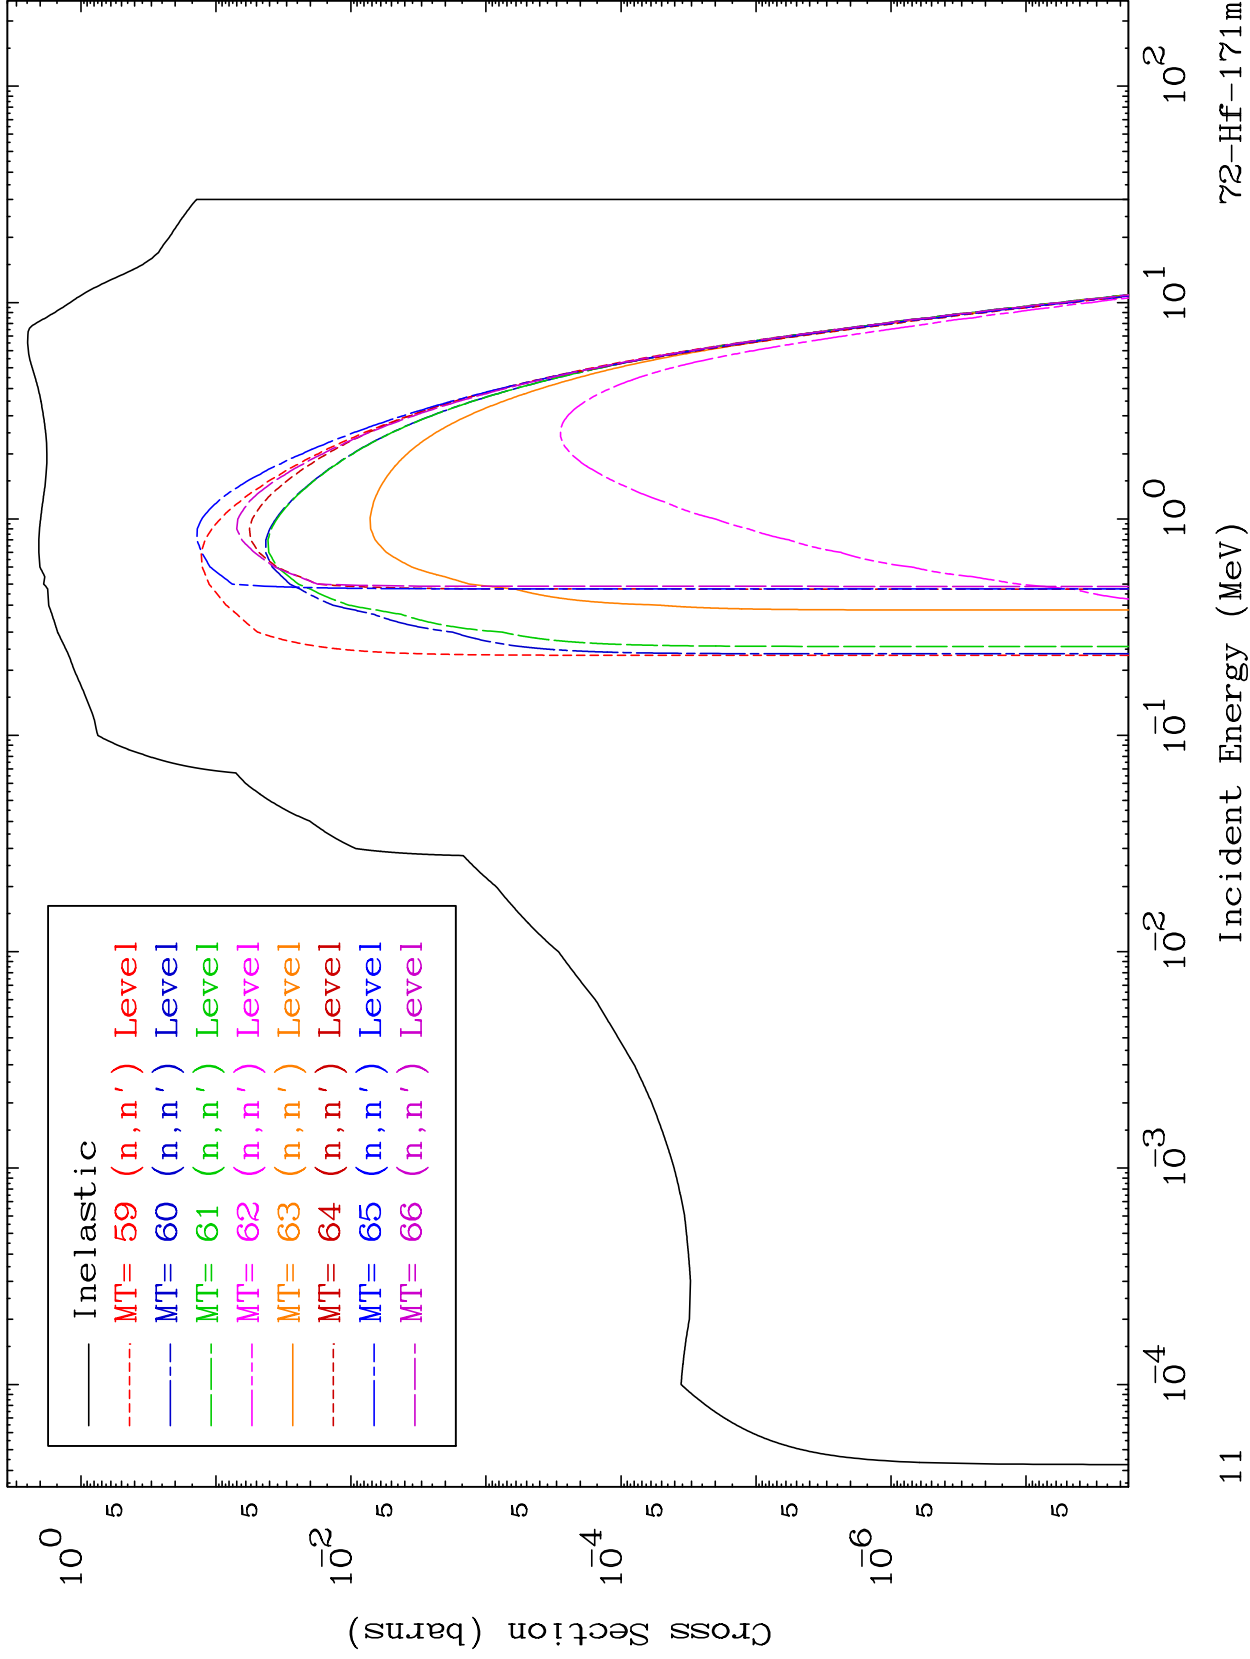 Inelastic
MT= 59 (n,n') Level
MT= 60 (n,n') Level
MT= 61 (n,n') Level
MT= 62 (n,n') Level
MT= 63 (n,n') Level
MT= 64 (n,n') Level
MT= 65 (n,n') Level
MT= 66 (n,n') Level
Cross Section (barns)
10^0
5
5
10^-2
5
5
10^-4
5
5
10^-6
5
5
10^-4
10^-3
10^-2
10^-1
10^0
10^1
10^2
11
Incident Energy (MeV)
72-Hf-171m